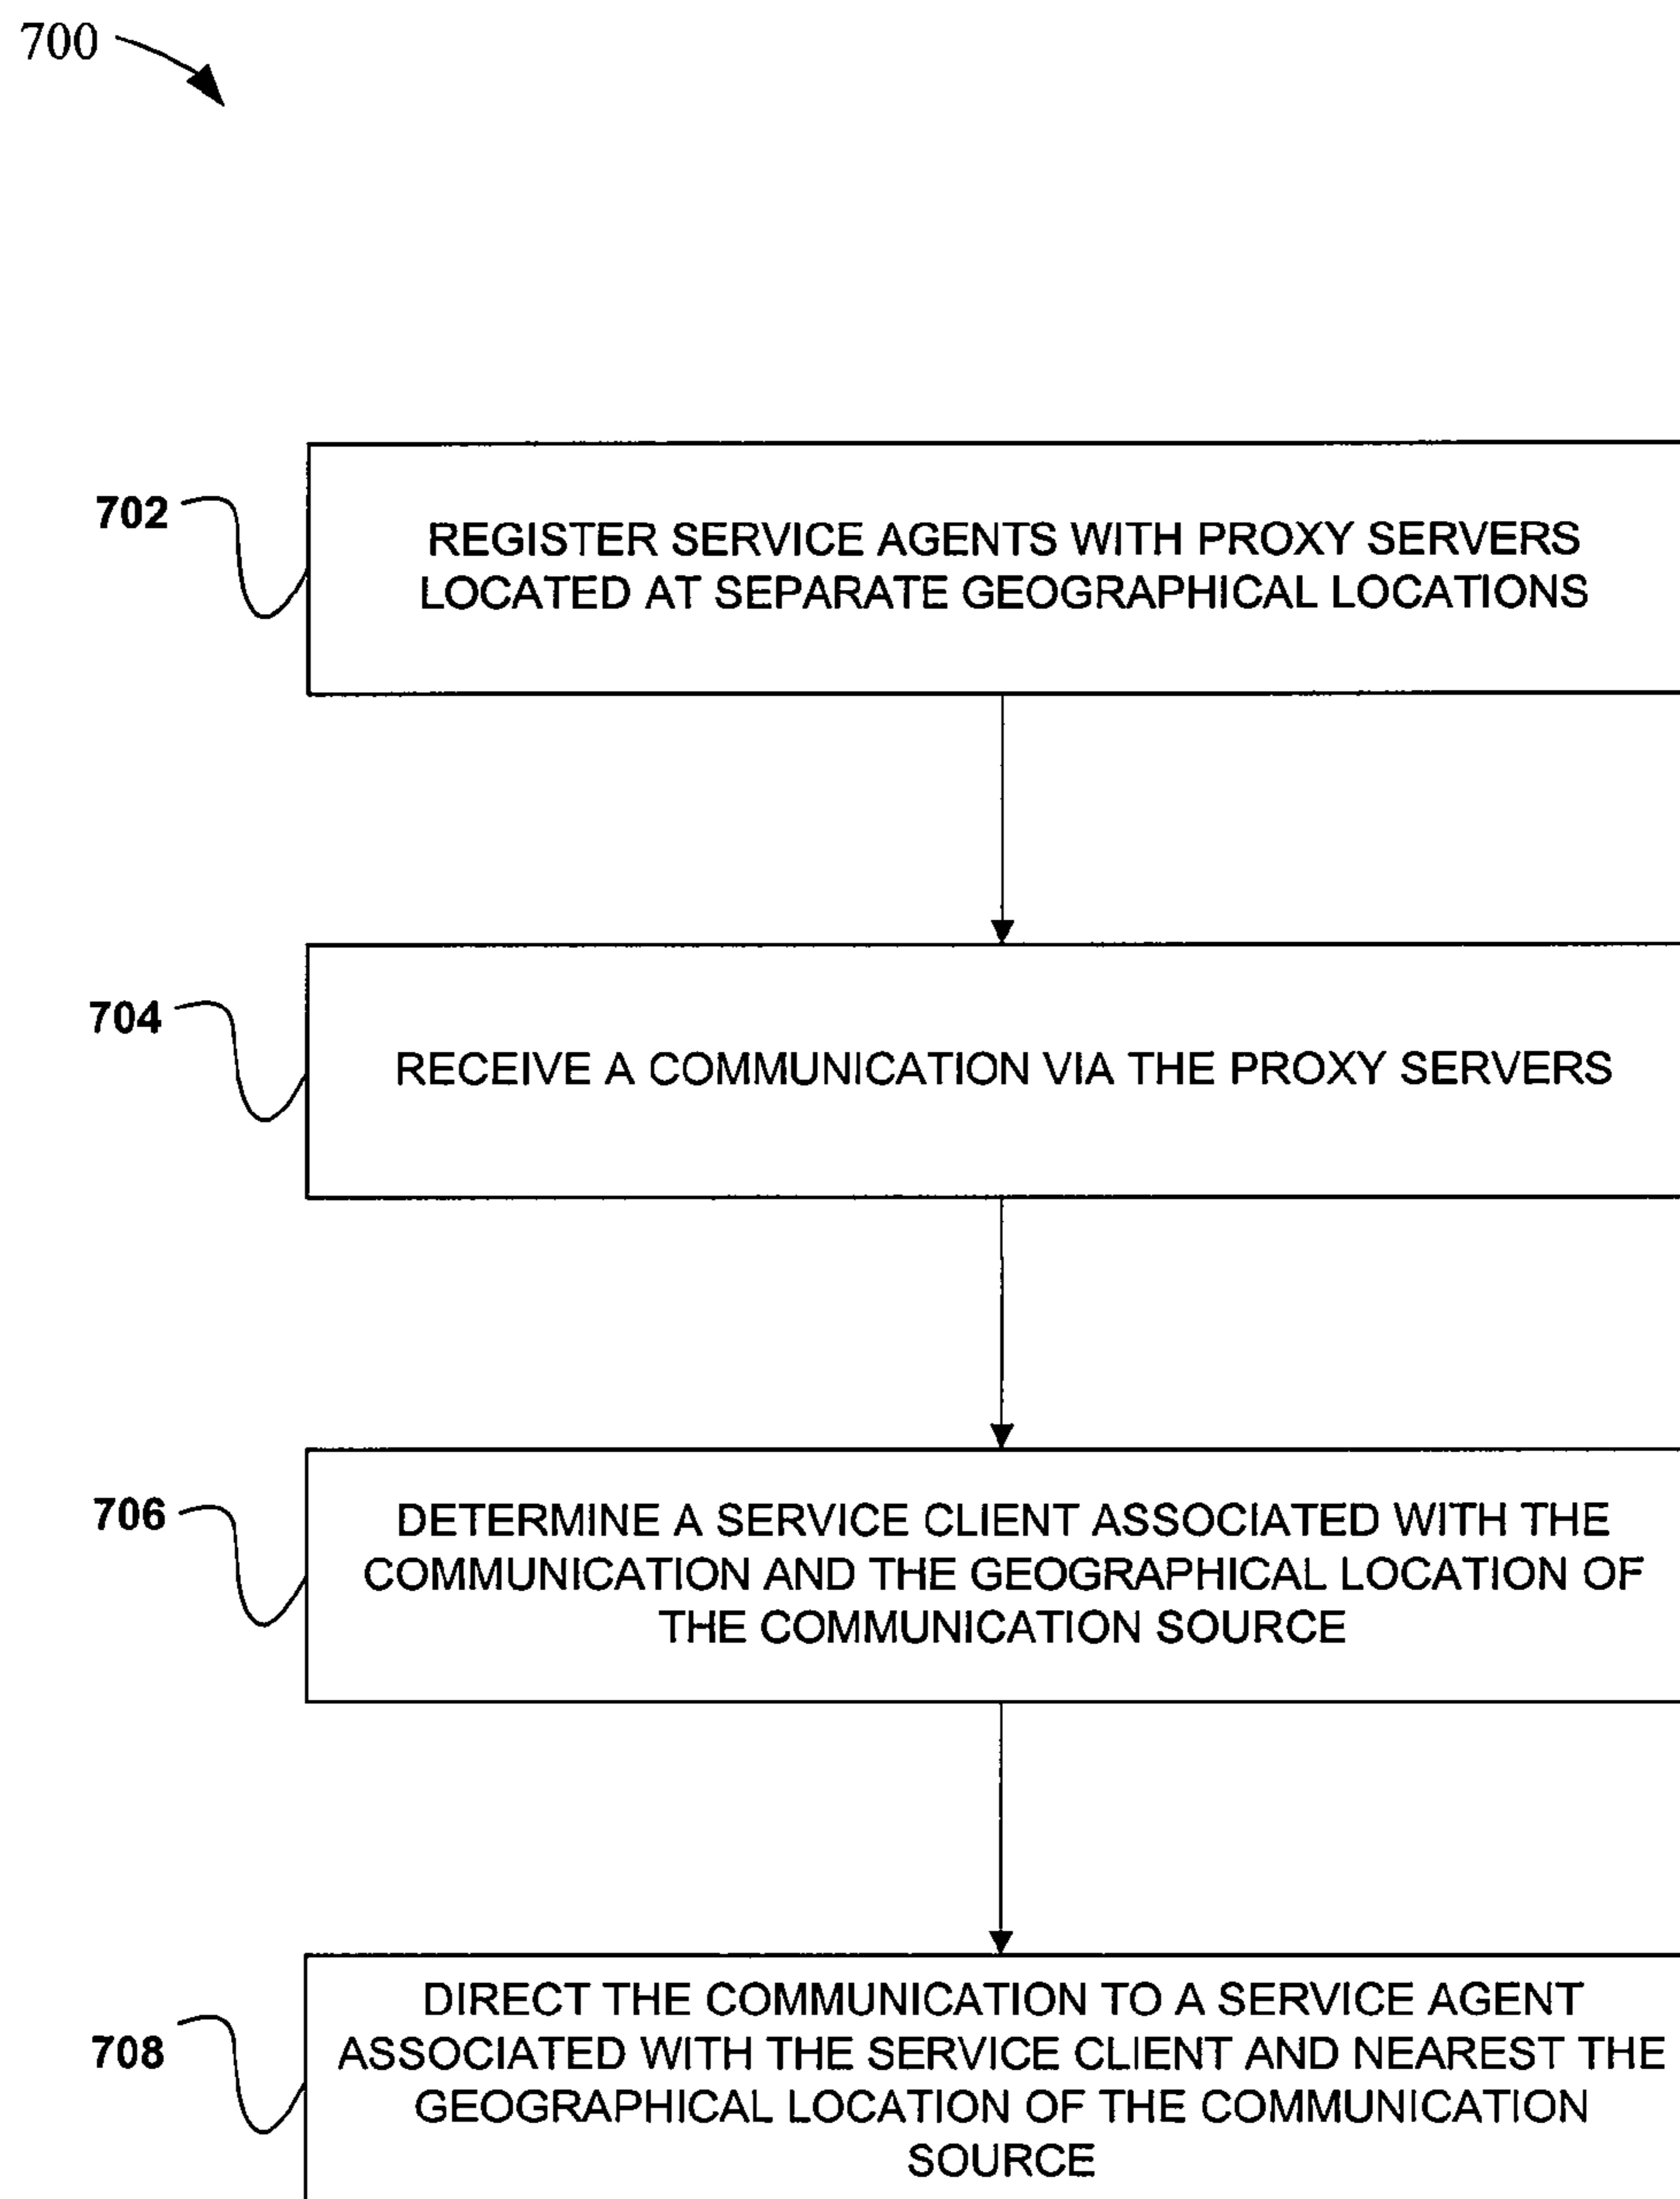 700
702
REGISTER SERVICE AGENTS WITH PROXY SERVERS
LOCATED AT SEPARATE GEOGRAPHICAL LOCATIONS
704
RECEIVE A COMMUNICATION VIA THE PROXY SERVERS
706
DETERMINE A SERVICE CLIENT ASSOCIATED WITH THE
COMMUNICATION AND THE GEOGRAPHICAL LOCATION OF
THE COMMUNICATION SOURCE
708
DIRECT THE COMMUNICATION TO A SERVICE AGENT
ASSOCIATED WITH THE SERVICE CLIENT AND NEAREST THE
GEOGRAPHICAL LOCATION OF THE COMMUNICATION
SOURCE